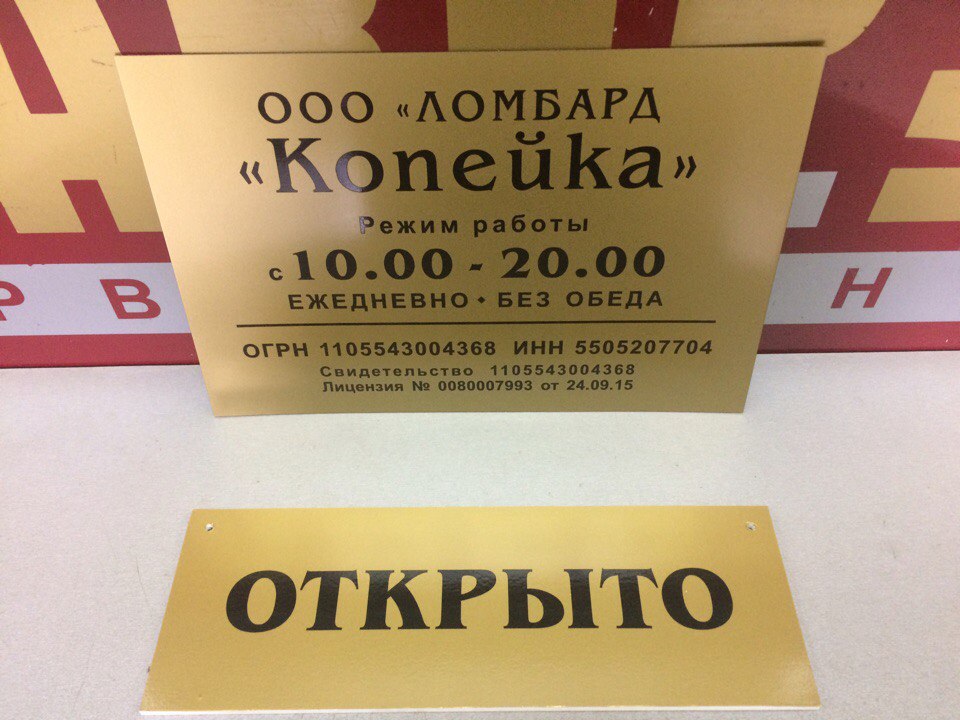 ООО «ЛОМБАРД
«Копейка»
Режим работы
с 10.00 - 20.00
ЕЖЕДНЕВНО • БЕЗ ОБЕДА
ОГРН 1105543004368 ИНН 5505207704
Свидетельство 1105543004368
Лицензия № 0080007993 от 24.09.15
ОТКРЫТО